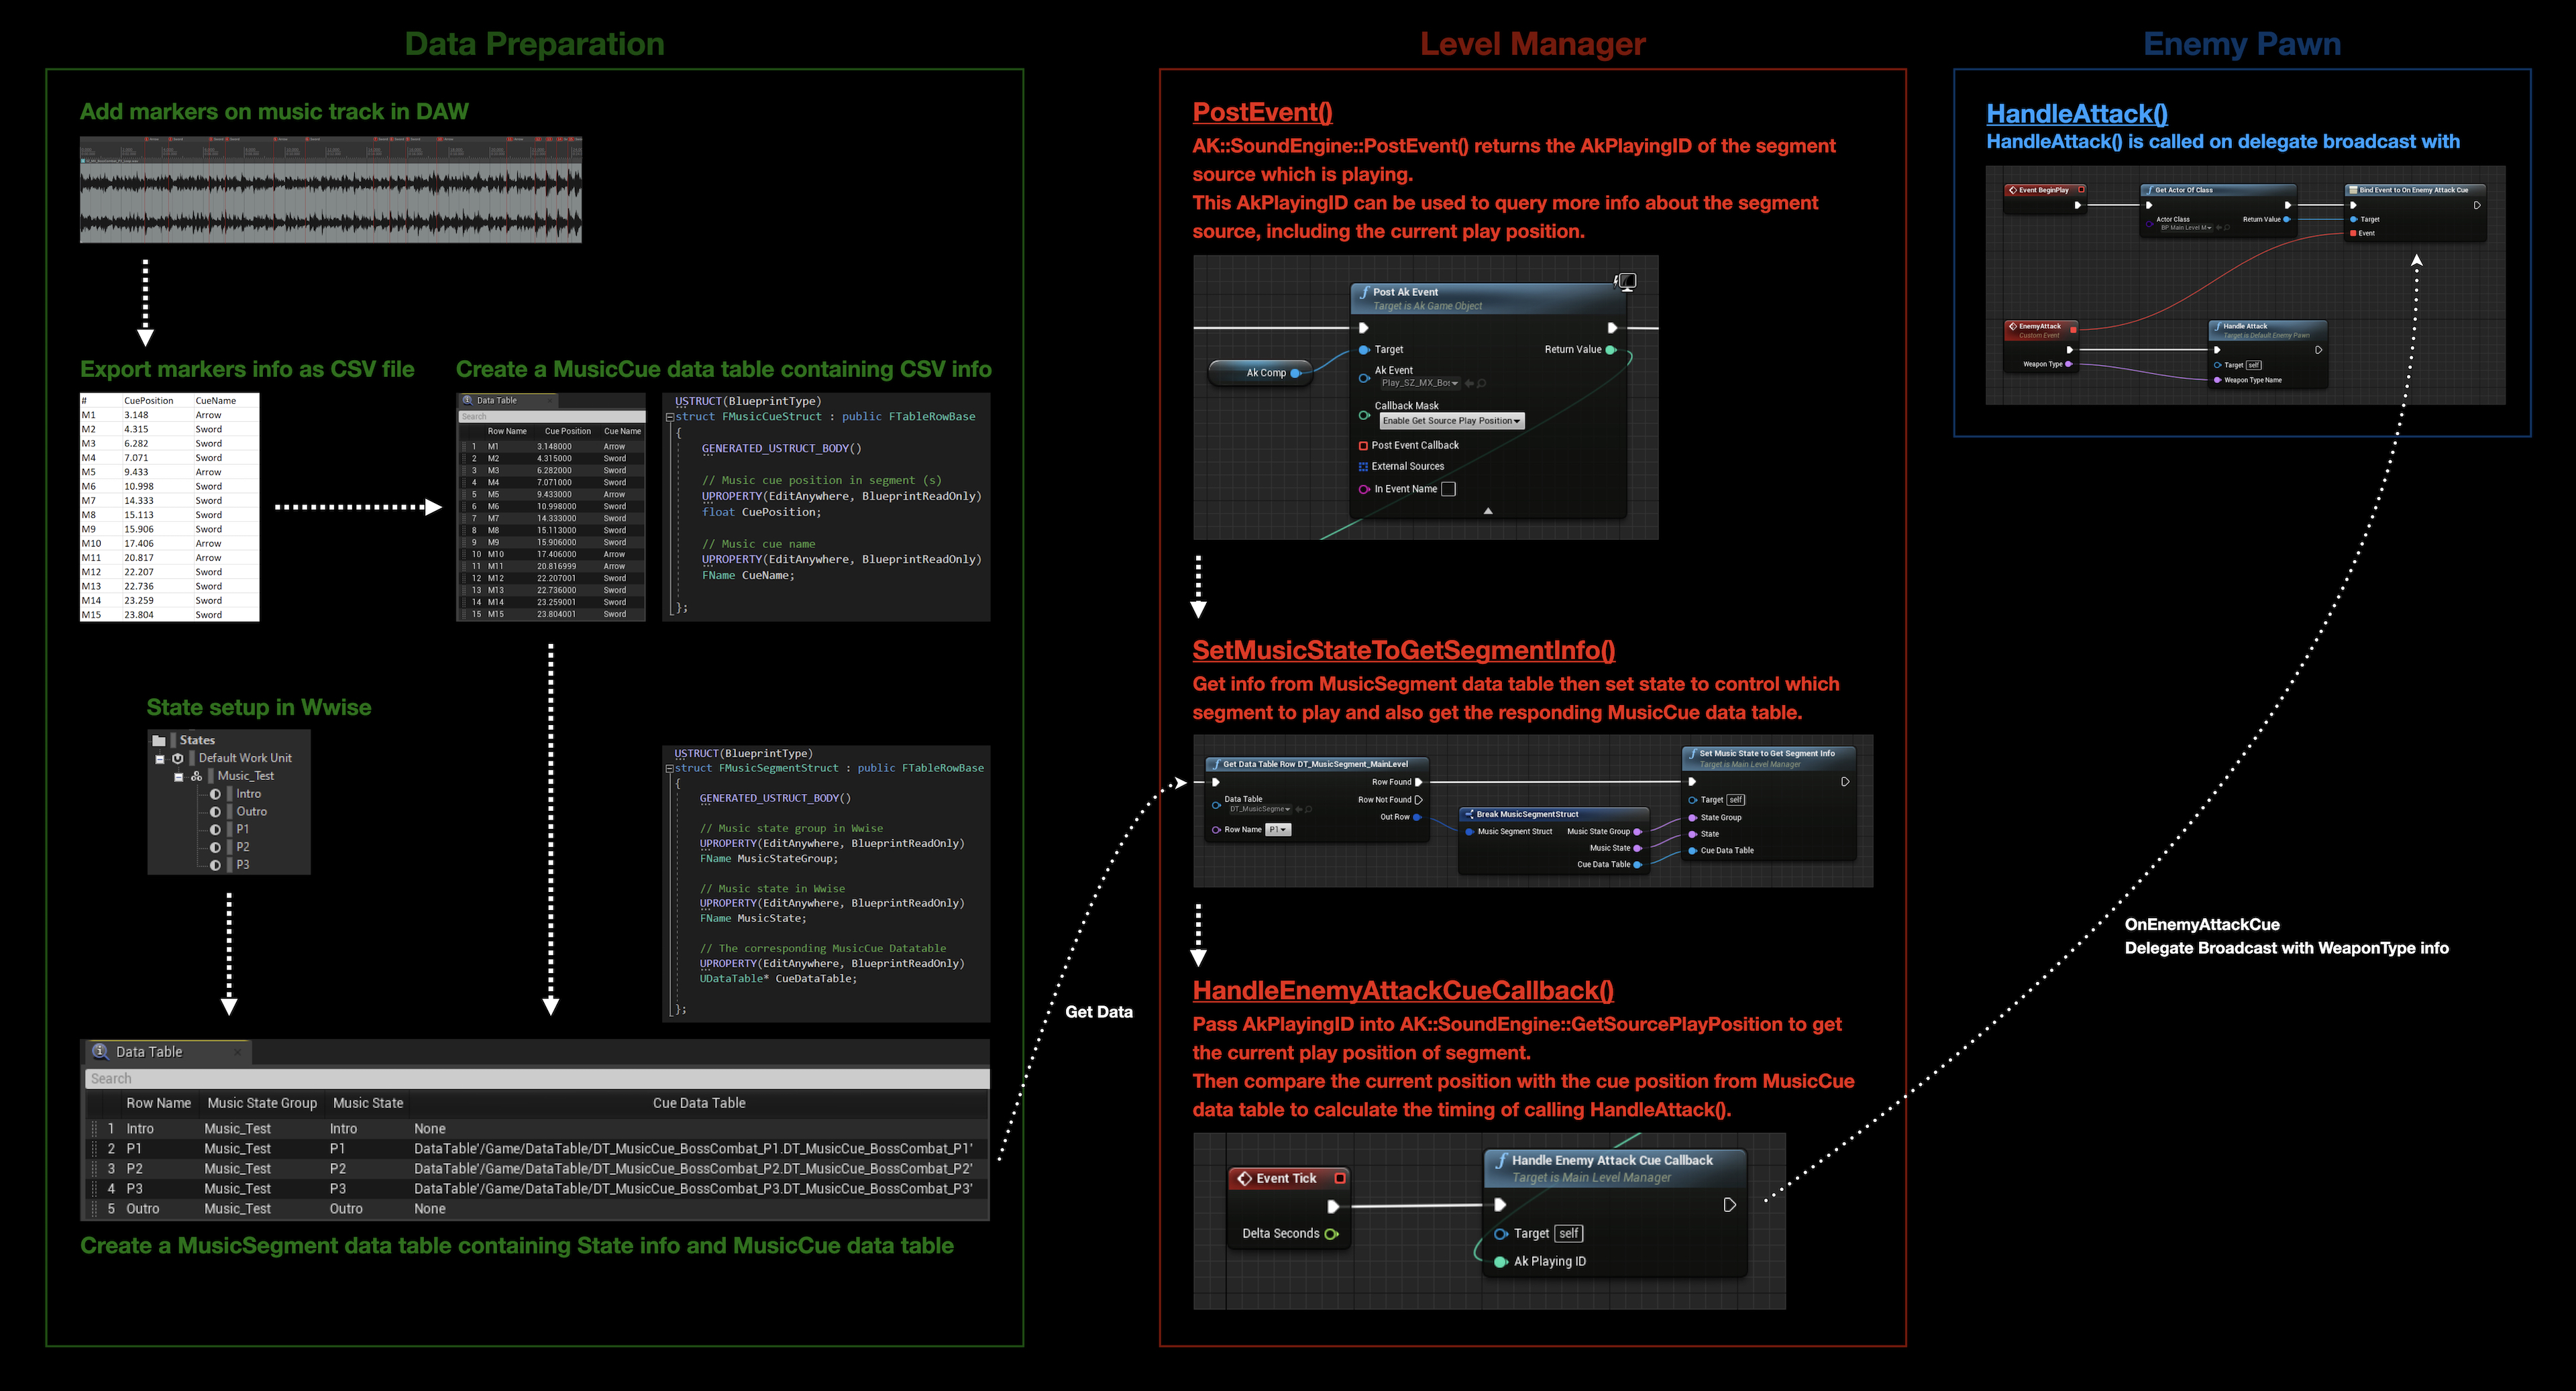 Data Preparation
Add markers on music track in DAW
Export markers info as CSV file
# CuePosition CueName
M1 3.148 Arrow
M2 4.315 Sword
M3 6.282 Sword
M4 7.071 Sword
M5 9.433 Arrow
M6 10.998 Sword
M7 14.333 Sword
M8 15.113 Sword
M9 15.906 Sword
M10 17.406 Arrow
M11 20.817 Arrow
M12 22.207 Sword
M13 22.736 Sword
M14 23.259 Sword
M15 23.804 Sword
Create a MusicCue data table containing CSV info
Data Table
Search
Row Name Cue Position Cue Name
1 M1 3.148000 Arrow
2 M2 4.315000 Sword
3 M3 6.282000 Sword
4 M4 7.071000 Sword
5 M5 9.433000 Arrow
6 M6 10.998000 Sword
7 M7 14.333000 Sword
8 M8 15.113000 Sword
9 M9 15.906000 Sword
10 M10 17.406000 Arrow
11 M11 20.816999 Arrow
12 M12 22.207001 Sword
13 M13 22.736000 Sword
14 M14 23.259001 Sword
15 M15 23.804001 Sword
USTRUCT(BlueprintType)
struct FMusicCueStruct : public FTableRowBase
{
GENERATED_USTRUCT_BODY()
// Music cue position in segment (s)
UPROPERTY(EditAnywhere, BlueprintReadOnly)
float CuePosition;
// Music cue name
UPROPERTY(EditAnywhere, BlueprintReadOnly)
FName CueName;
};
State setup in Wwise
States
Default Work Unit
Music_Test
Intro
Outro
P1
P2
P3
USTRUCT(BlueprintType)
struct FMusicSegmentStruct : public FTableRowBase
{
GENERATED_USTRUCT_BODY()
// Music state group in Wwise
UPROPERTY(EditAnywhere, BlueprintReadOnly)
FName MusicStateGroup;
// Music state in Wwise
UPROPERTY(EditAnywhere, BlueprintReadOnly)
FName MusicState;
// The corresponding MusicCue Datatable
UPROPERTY(EditAnywhere, BlueprintReadOnly)
UDataTable* CueDataTable;
};
Data Table
Search
Row Name Music State Group Music State Cue Data Table
1 Intro Music_Test Intro None
2 P1 Music_Test P1 DataTable'/Game/DataTable/DT_MusicCue_BossCombat_P1.DT_MusicCue_BossCombat_P1'
3 P2 Music_Test P2 DataTable'/Game/DataTable/DT_MusicCue_BossCombat_P2.DT_MusicCue_BossCombat_P2'
4 P3 Music_Test P3 DataTable'/Game/DataTable/DT_MusicCue_BossCombat_P3.DT_MusicCue_BossCombat_P3'
5 Outro Music_Test Outro None
Create a MusicSegment data table containing State info and MusicCue data table
Get Data
Level Manager
PostEvent()
AK::SoundEngine::PostEvent() returns the AkPlayingID of the segment
source which is playing.
This AkPlayingID can be used to query more info about the segment
source, including the current play position.
Post Ak Event
Target is Ak Game Object
Ak Comp
Target Return Value
Ak Event
Play_SZ_MX_Bos
Callback Mask
Enable Get Source Play Position
Post Event Callback
External Sources
In Event Name
SetMusicStateToGetSegmentInfo()
Get info from MusicSegment data table then set state to control which
segment to play and also get the responding MusicCue data table.
Get Data Table Row DT_MusicSegment_MainLevel
Row Found
Data Table Row Not Found
DT_MusicSegme
Out Row
Row Name P1
Break MusicSegmentStruct
Music Segment Struct Music State Group
Music State
Cue Data Table
Set Music State to Get Segment Info
Target is Main Level Manager
Target self
State Group
State
Cue Data Table
HandleEnemyAttackCueCallback()
Pass AkPlayingID into AK::SoundEngine::GetSourcePlayPosition to get
the current play position of segment.
Then compare the current position with the cue position from MusicCue
data table to calculate the timing of calling HandleAttack().
Event Tick
Delta Seconds
Handle Enemy Attack Cue Callback
Target is Main Level Manager
Target self
Ak Playing ID
Enemy Pawn
HandleAttack()
HandleAttack() is called on delegate broadcast with
Event BeginPlay
Get Actor Of Class
Actor Class Return Value
BP Main Level M
Bind Event to On Enemy Attack Cue
Target
Event
EnemyAttack
Custom Event
Weapon Type
Handle Attack
Target is Default Enemy Pawn
Target self
Weapon Type Name
OnEnemyAttackCue
Delegate Broadcast with WeaponType info